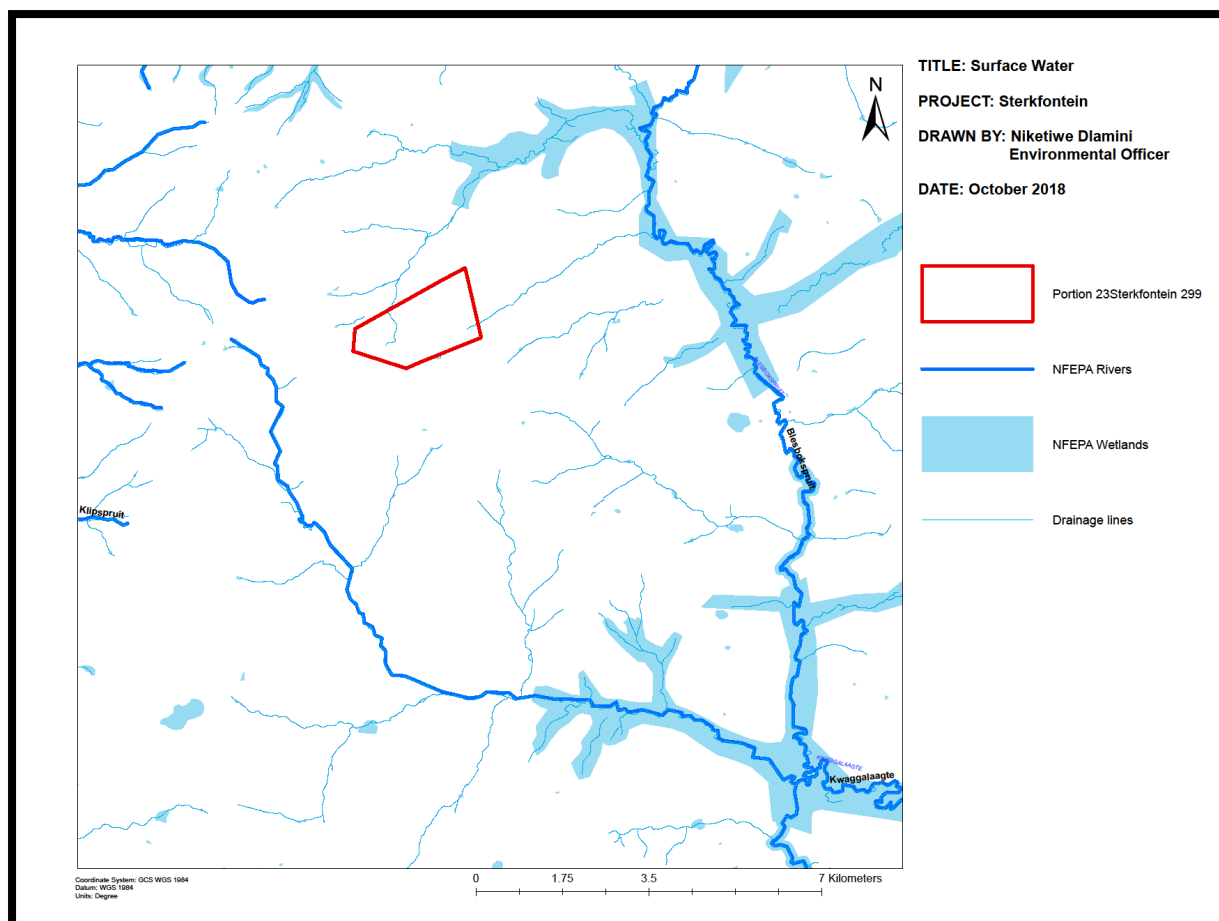 TITLE: Surface Water
PROJECT: Sterkfontein
DRAWN BY: Niketiwe Dlamini
Environmental Officer
DATE: October 2018
N
Portion 23Sterkfontein 299
NFEPA Rivers
NFEPA Wetlands
Drainage lines
Blesbokspruit
Klipspruit
KWAGGALAAGTE
Kwaggalaagte
Coordinate System: GCS WGS 1984
Datum: WGS 1984
Units: Degree
0 1.75 3.5 7 Kilometers